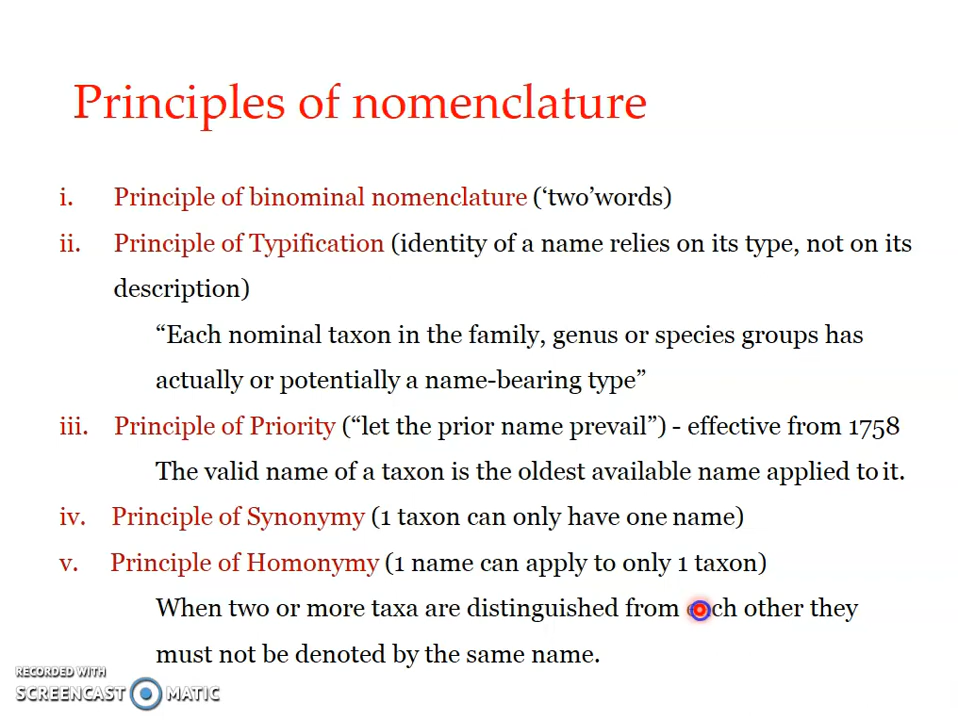 Principles of nomenclature
i. Principle of binominal nomenclature (‘two’words)
ii. Principle of Typification (identity of a name relies on its type, not on its
description)
“Each nominal taxon in the family, genus or species groups has
actually or potentially a name-bearing type”
iii. Principle of Priority (“let the prior name prevail”) - effective from 1758
The valid name of a taxon is the oldest available name applied to it.
iv. Principle of Synonymy (1 taxon can only have one name)
v. Principle of Homonymy (1 name can apply to only 1 taxon)
When two or more taxa are distinguished from each other they
must not be denoted by the same name.
RECORDED WITH
SCREENCAST MATIC